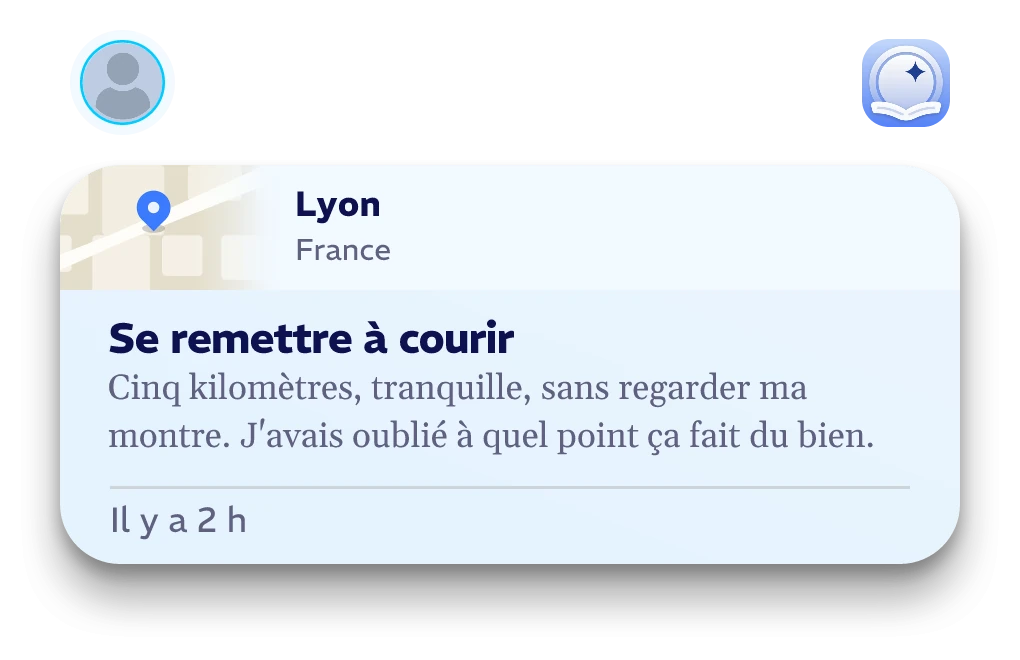 Lyon
France
Se remettre à courir
Cinq kilomètres, tranquille, sans regarder ma
montre. J'avais oublié à quel point ça fait du bien.
Il y a 2 h